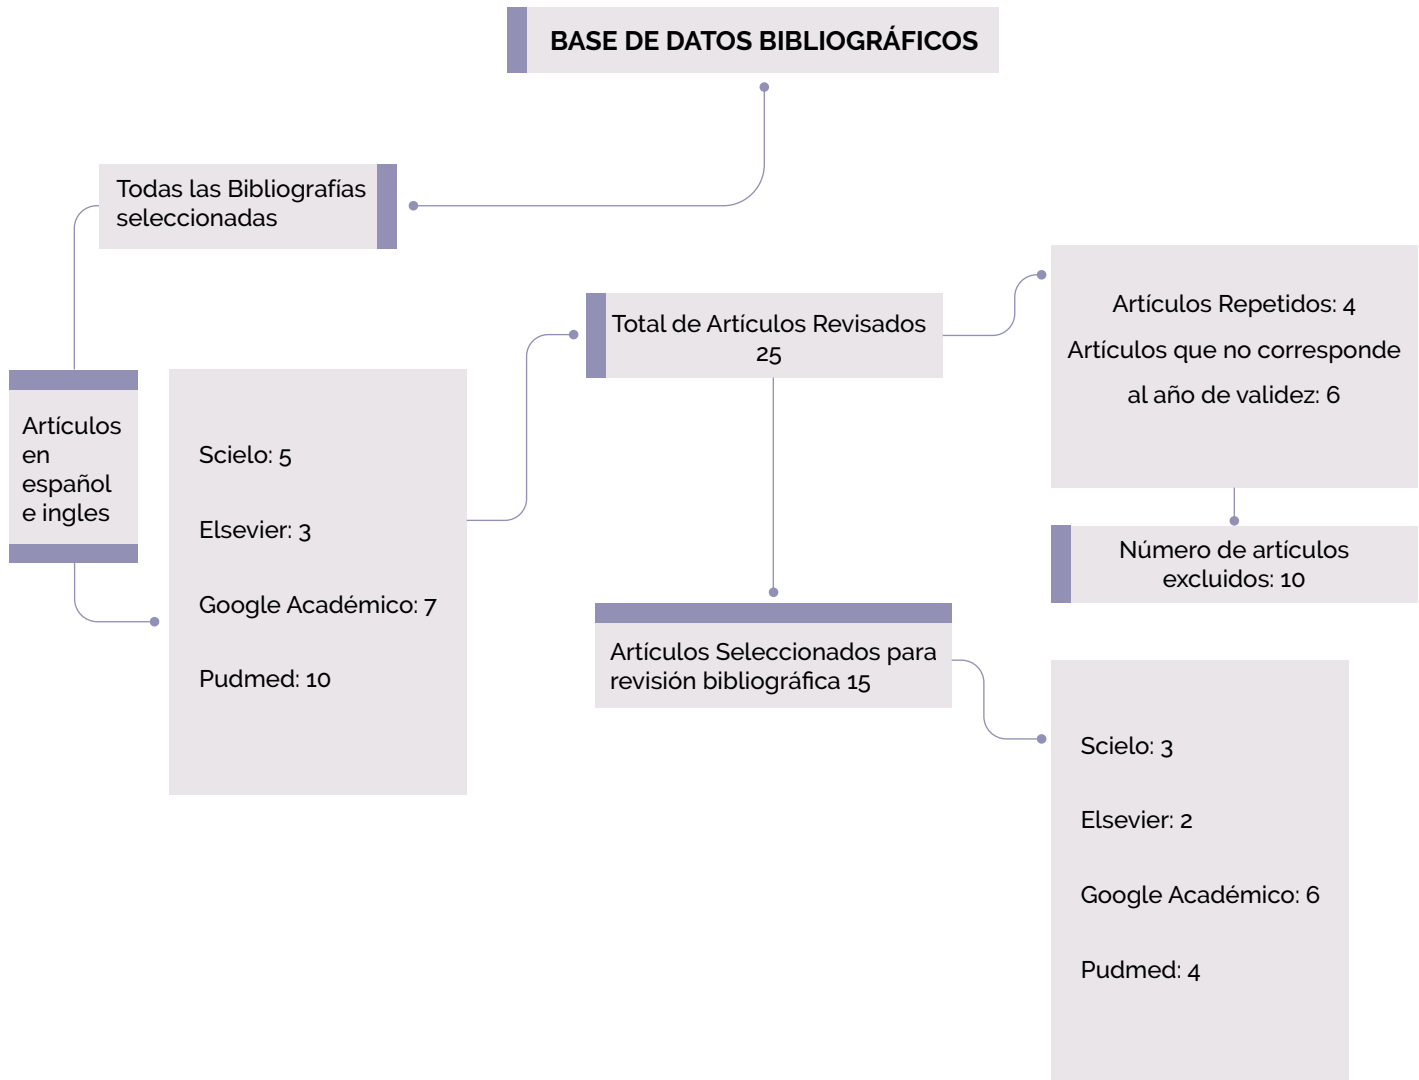 BASE DE DATOS BIBLIOGRÁFICOS
Todas las Bibliografías
seleccionadas
Artículos
en
español
e ingles
Scielo: 5
Elsevier: 3
Google Académico: 7
Pudmed: 10
Total de Artículos Revisados
25
Artículos Repetidos: 4
Artículos que no corresponde
al año de validez: 6
Número de artículos
excluidos: 10
Artículos Seleccionados para
revisión bibliográfica 15
Scielo: 3
Elsevier: 2
Google Académico: 6
Pudmed: 4